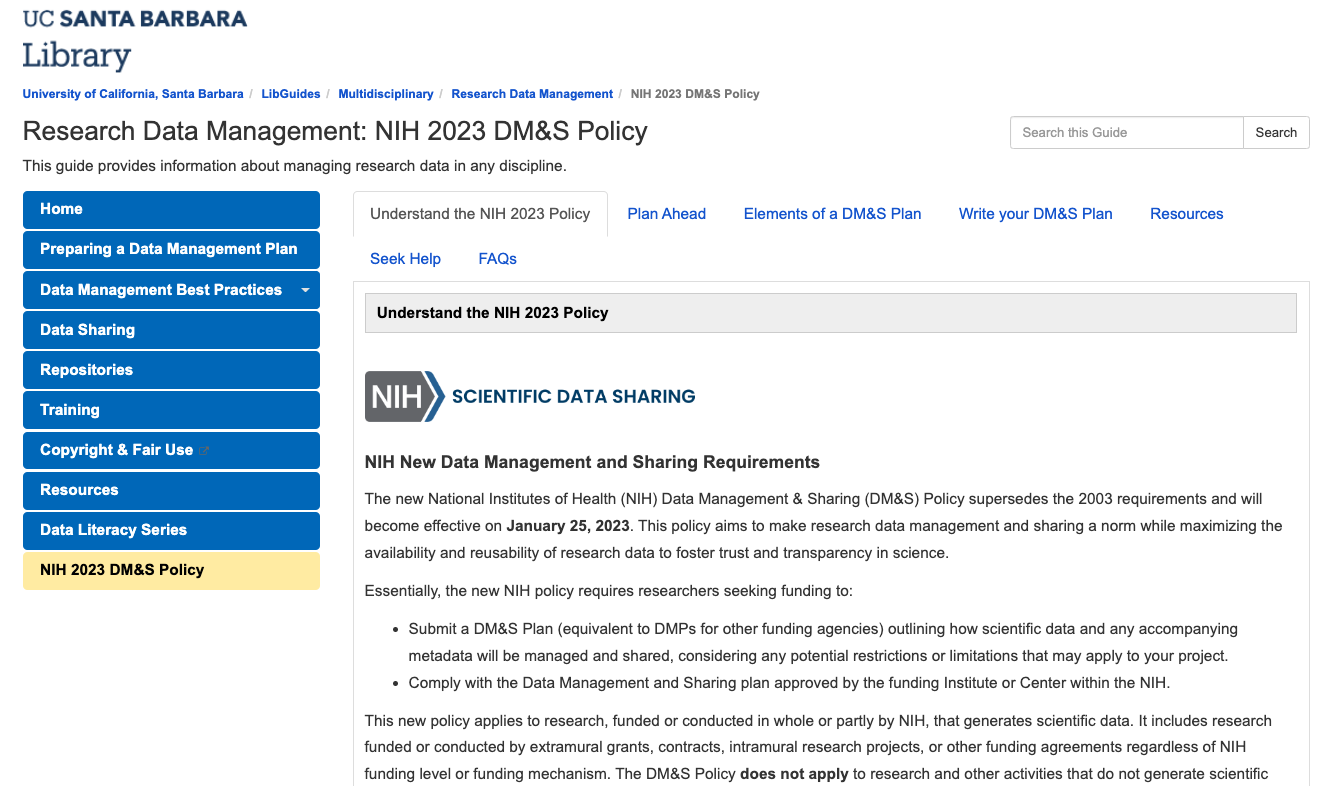 UC SANTA BARBARA
Library
University of California, Santa Barbara / LibGuides / Multidisciplinary / Research Data Management / NIH 2023 DM&S Policy
Research Data Management: NIH 2023 DM&S Policy
Search this Guide
Search
This guide provides information about managing research data in any discipline.
Home
Preparing a Data Management Plan
Data Management Best Practices
Data Sharing
Repositories
Training
Copyright & Fair Use
Resources
Data Literacy Series
NIH 2023 DM&S Policy
Understand the NIH 2023 Policy
Plan Ahead
Elements of a DM&S Plan
Write your DM&S Plan
Resources
Seek Help
FAQs
Understand the NIH 2023 Policy
NIH SCIENTIFIC DATA SHARING
NIH New Data Management and Sharing Requirements
The new National Institutes of Health (NIH) Data Management & Sharing (DM&S) Policy supersedes the 2003 requirements and will
become effective on January 25, 2023. This policy aims to make research data management and sharing a norm while maximizing the
availability and reusability of research data to foster trust and transparency in science.
Essentially, the new NIH policy requires researchers seeking funding to:
• Submit a DM&S Plan (equivalent to DMPs for other funding agencies) outlining how scientific data and any accompanying
metadata will be managed and shared, considering any potential restrictions or limitations that may apply to your project.
• Comply with the Data Management and Sharing plan approved by the funding Institute or Center within the NIH.
This new policy applies to research, funded or conducted in whole or partly by NIH, that generates scientific data. It includes research
funded or conducted by extramural grants, contracts, intramural research projects, or other funding agreements regardless of NIH
funding level or funding mechanism. The DM&S Policy does not apply to research and other activities that do not generate scientific